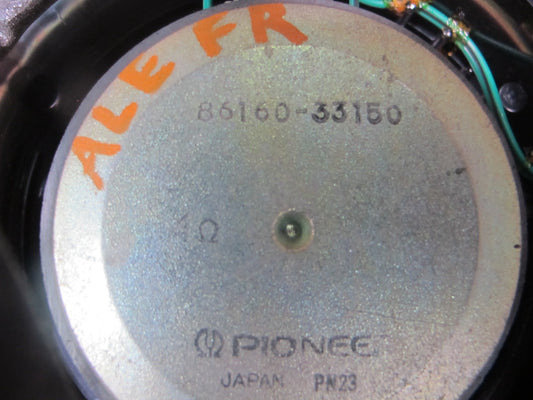 ALE FR
86160-33150
Ω
PIONEE
JAPAN PN23